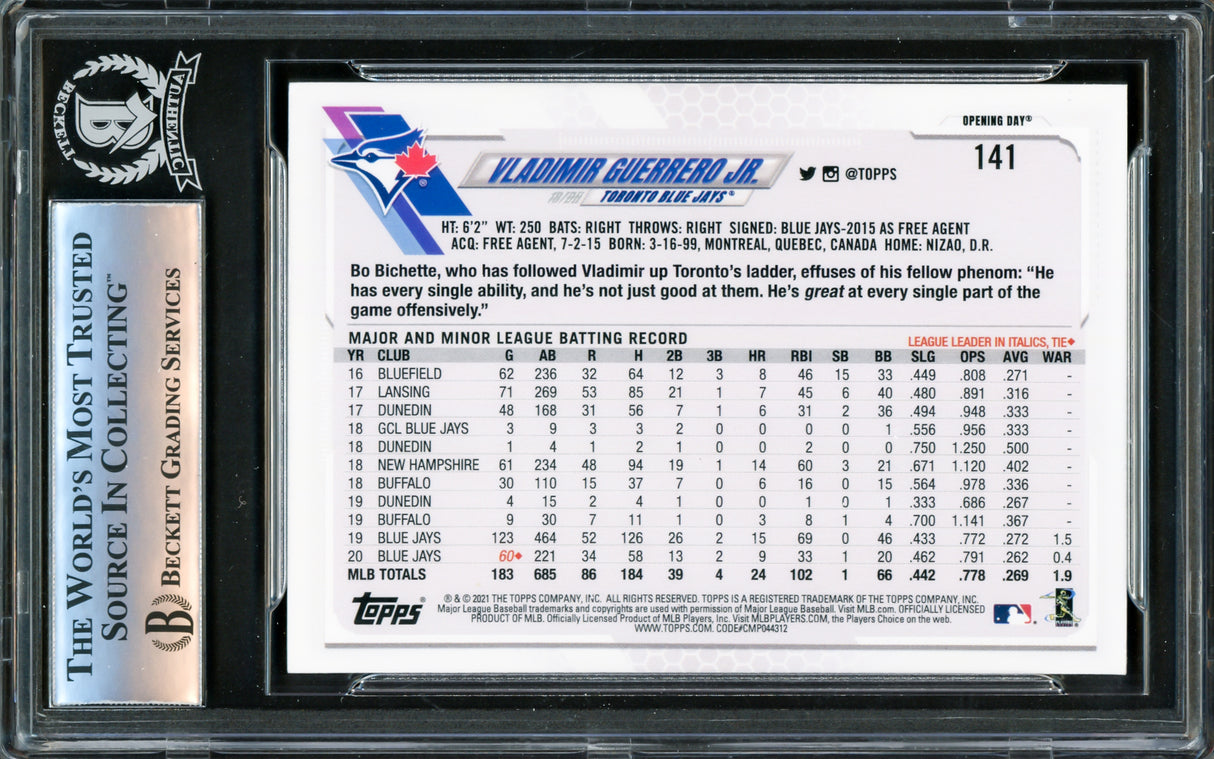 BECKETT AUTHENTIC
THE WORLD'S MOST TRUSTED
SOURCE IN COLLECTING™
BECKETT GRADING SERVICES
OPENING DAY®
141
VLADIMIR GUERRERO JR.
@TOPPS
1B/DH TORONTO BLUE JAYS®
HT: 6'2" WT: 250 BATS: RIGHT THROWS: RIGHT SIGNED: BLUE JAYS-2015 AS FREE AGENT
ACQ: FREE AGENT, 7-2-15 BORN: 3-16-99, MONTREAL, QUEBEC, CANADA HOME: NIZAO, D.R.
Bo Bichette, who has followed Vladimir up Toronto's ladder, effuses of his fellow phenom: "He
has every single ability, and he's not just good at them. He's great at every single part of the
game offensively."
MAJOR AND MINOR LEAGUE BATTING RECORD LEAGUE LEADER IN ITALICS, TIE◆
YR CLUB G AB R H 2B 3B HR RBI SB BB SLG OPS AVG WAR
16 BLUEFIELD 62 236 32 64 12 3 8 46 15 33 .449 .808 .271 -
17 LANSING 71 269 53 85 21 1 7 45 6 40 .480 .891 .316 -
17 DUNEDIN 48 168 31 56 7 1 6 31 2 36 .494 .948 .333 -
18 GCL BLUE JAYS 3 9 3 3 2 0 0 0 0 1 .556 .956 .333 -
18 DUNEDIN 1 4 1 2 1 0 0 2 0 0 .750 1.250 .500 -
18 NEW HAMPSHIRE 61 234 48 94 19 1 14 60 3 21 .671 1.120 .402 -
18 BUFFALO 30 110 15 37 7 0 6 16 0 15 .564 .978 .336 -
19 DUNEDIN 4 15 2 4 1 0 0 1 0 1 .333 .686 .267 -
19 BUFFALO 9 30 7 11 1 0 3 8 1 4 .700 1.141 .367 -
19 BLUE JAYS 123 464 52 126 26 2 15 69 0 46 .433 .772 .272 1.5
20 BLUE JAYS 60◆ 221 34 58 13 2 9 33 1 20 .462 .791 .262 0.4
MLB TOTALS 183 685 86 184 39 4 24 102 1 66 .442 .778 .269 1.9
topps®
® & © 2021 THE TOPPS COMPANY, INC. ALL RIGHTS RESERVED. TOPPS IS A REGISTERED TRADEMARK OF THE TOPPS COMPANY, INC.
Major League Baseball trademarks and copyrights are used with permission of Major League Baseball. Visit MLB.com. OFFICIALLY LICENSED
PRODUCT OF MLB. Officially Licensed Product of MLB Players, Inc. Visit MLBPLAYERS.COM, the Players Choice on the web.
WWW.TOPPS.COM. CODE#CMP044312